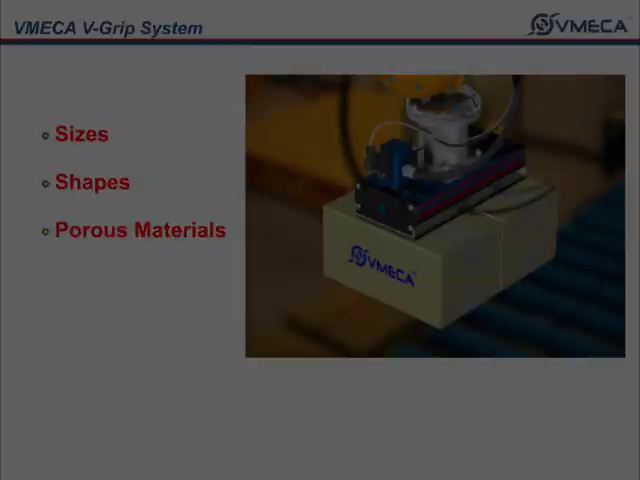 VMECA V-Grip System
VMECA
Sizes
Shapes
Porous Materials
VMECA